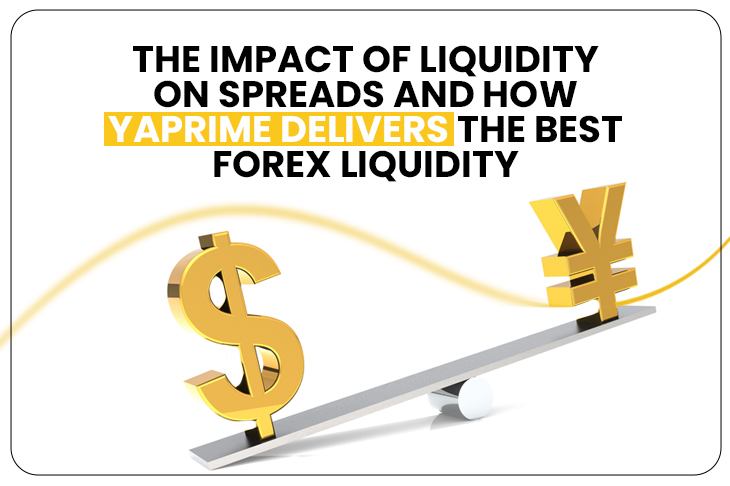 THE IMPACT OF LIQUIDITY
ON SPREADS AND HOW
YAPRIME DELIVERS THE BEST
FOREX LIQUIDITY
$
¥